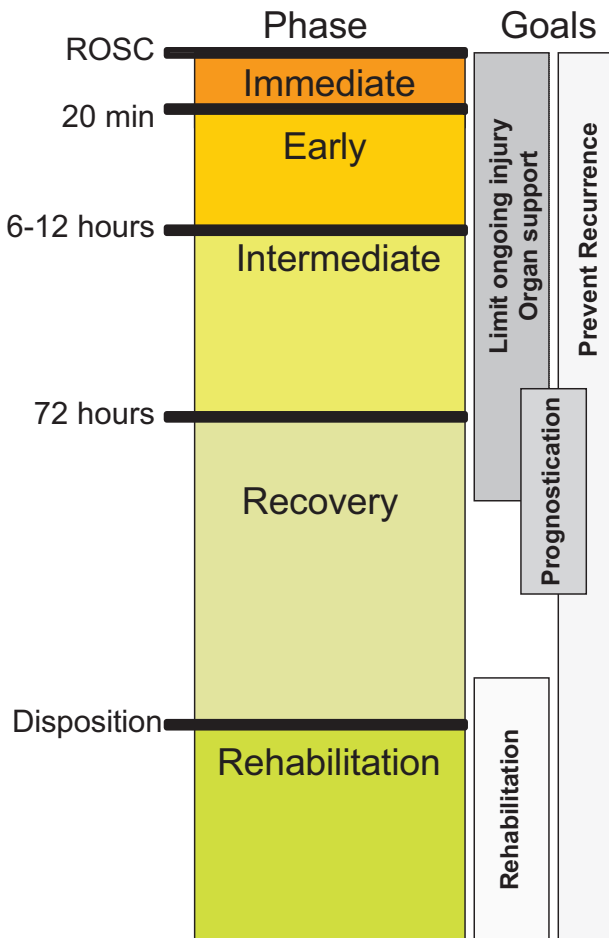 Phase
Goals
ROSC
Immediate
20 min
Early
6-12 hours
Intermediate
72 hours
Recovery
Disposition
Rehabilitation
Limit ongoing injury
Organ support
Prevent Recurrence
Prognostication
Rehabilitation